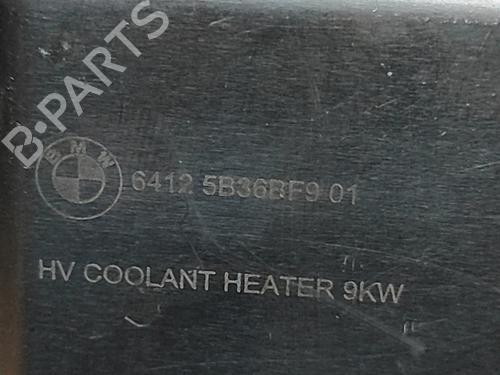 B-PARTS
BMW
6412 5B36BF9 01
HV COOLANT HEATER 9KW